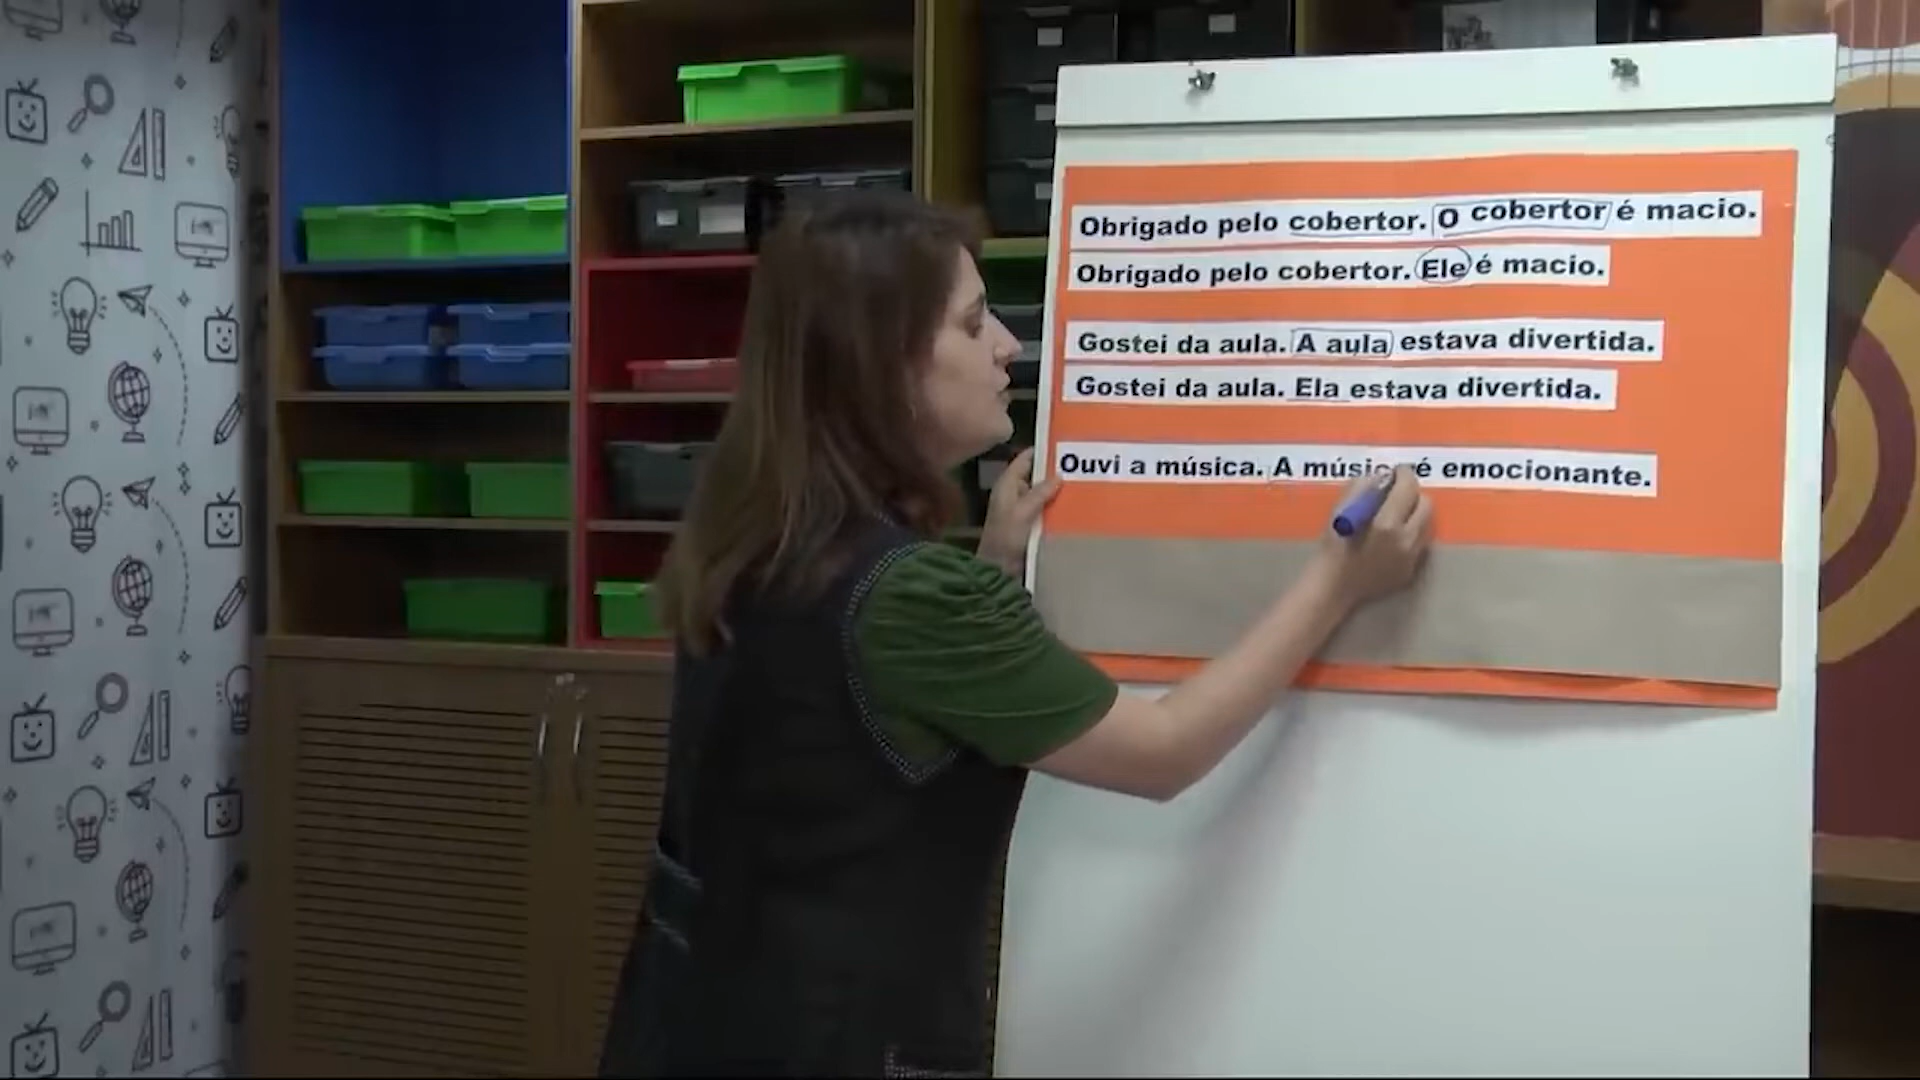 Obrigado pelo cobertor. O cobertor é macio.
Obrigado pelo cobertor. Ele é macio.
Gostei da aula. A aula estava divertida.
Gostei da aula. Ela estava divertida.
Ouvi a música. A música é emocionante.